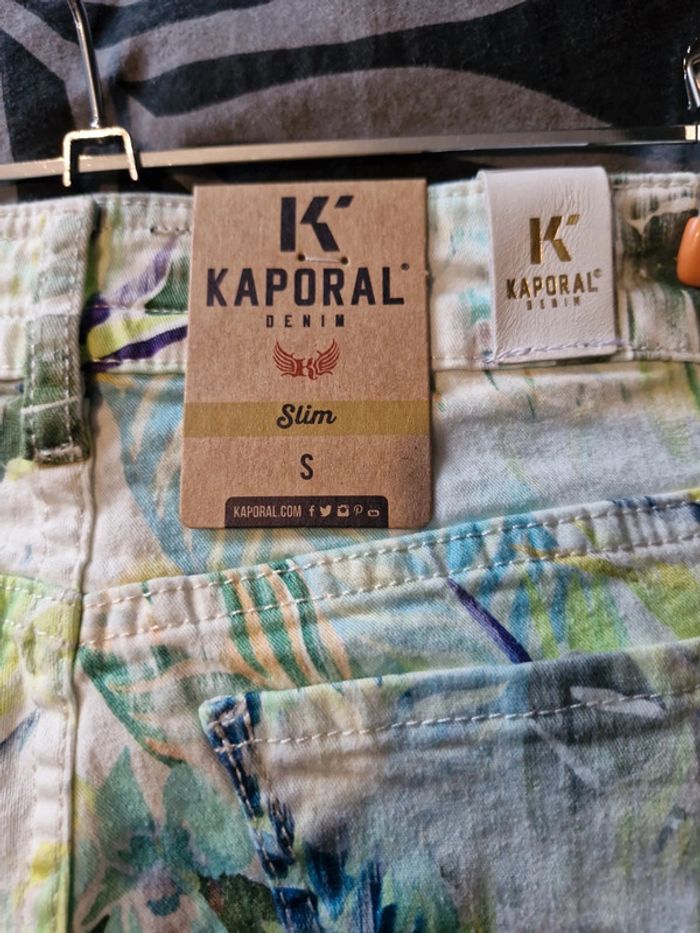 K
KAPORAL
DENIM
K
Slim
S
KAPORAL.COM
K
KAPORAL®
DENIM